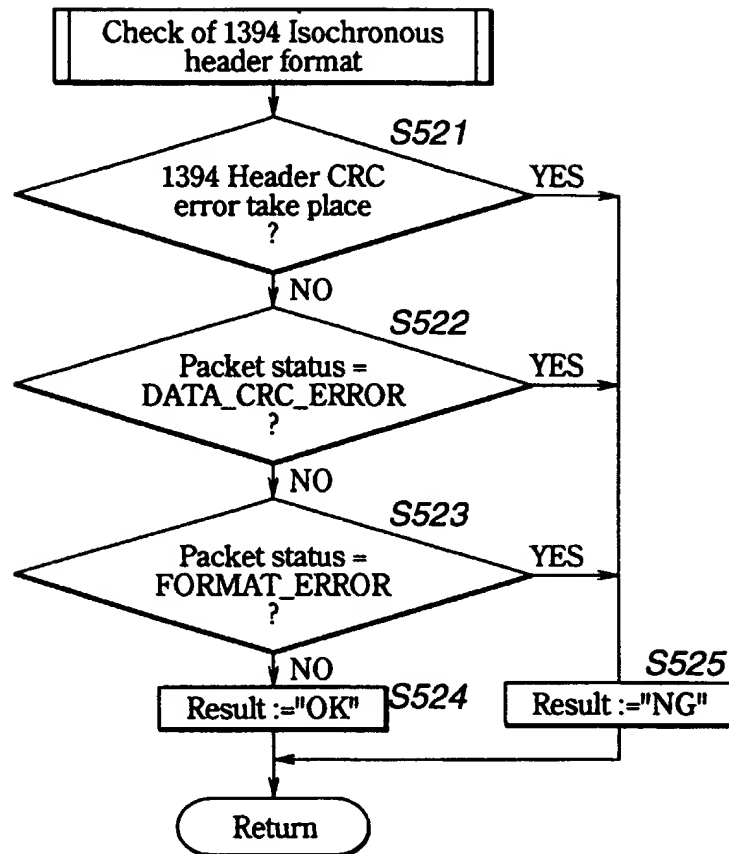 Check of 1394 Isochronous
header format
S521
1394 Header CRC
error take place
?
YES
NO
S522
Packet status =
DATA_CRC_ERROR
?
YES
NO
S523
Packet status =
FORMAT_ERROR
?
YES
NO
S524
Result :="OK"
S525
Result :="NG"
Return